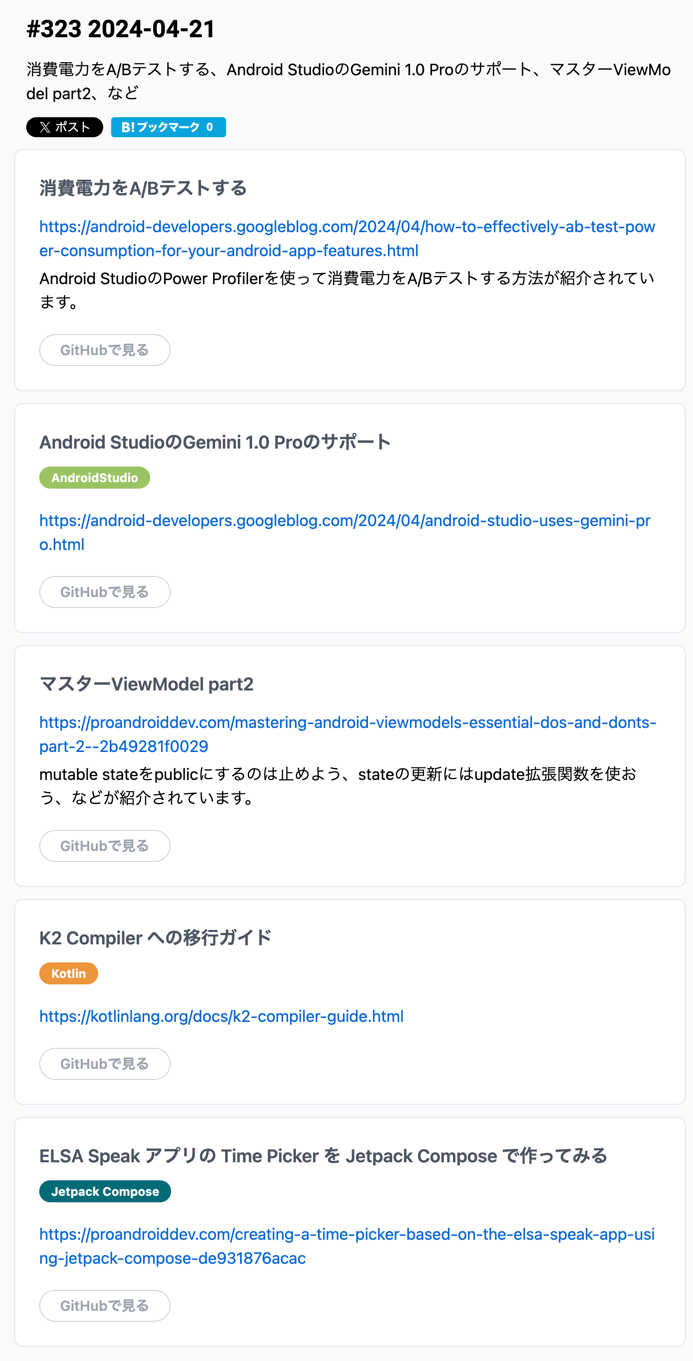 #323 2024-04-21
消費電力をA/Bテストする、Android StudioのGemini 1.0 Proのサポート、マスターViewMo
del part2、など
𝕏 ポスト
B!ブックマーク 0
消費電力をA/Bテストする
https://android-developers.googleblog.com/2024/04/how-to-effectively-ab-test-pow
er-consumption-for-your-android-app-features.html
Android StudioのPower Profilerを使って消費電力をA/Bテストする方法が紹介されてい
ます。
GitHubで見る
Android StudioのGemini 1.0 Proのサポート
AndroidStudio
https://android-developers.googleblog.com/2024/04/android-studio-uses-gemini-pr
o.html
GitHubで見る
マスターViewModel part2
https://proandroiddev.com/mastering-android-viewmodels-essential-dos-and-donts-
part-2--2b49281f0029
mutable stateをpublicにするのは止めよう、stateの更新にはupdate拡張関数を使お
う、などが紹介されています。
GitHubで見る
K2 Compiler への移行ガイド
Kotlin
https://kotlinlang.org/docs/k2-compiler-guide.html
GitHubで見る
ELSA Speak アプリの Time Picker を Jetpack Compose で作ってみる
Jetpack Compose
https://proandroiddev.com/creating-a-time-picker-based-on-the-elsa-speak-app-usi
ng-jetpack-compose-de931876acac
GitHubで見る